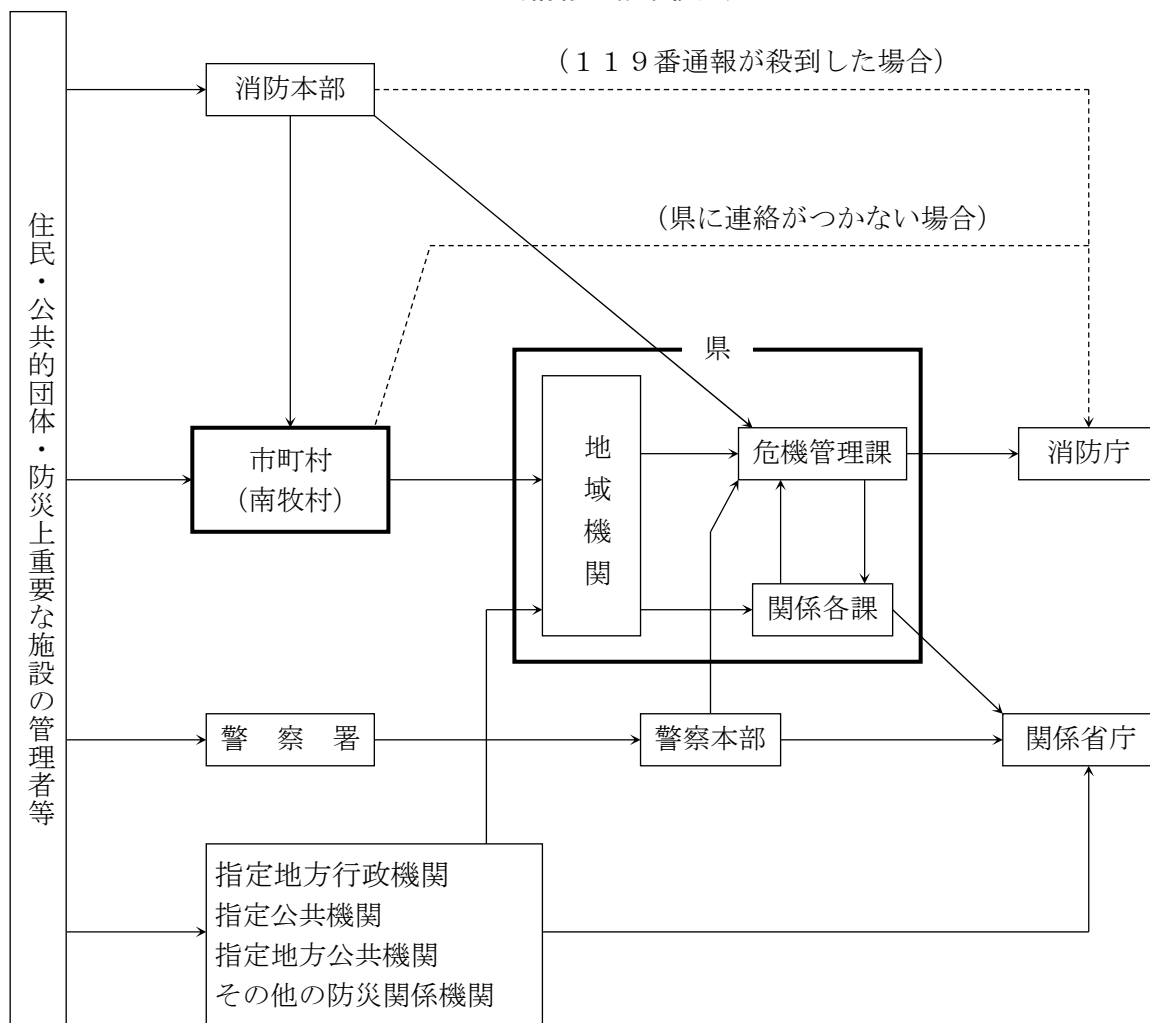 （１１９番通報が殺到した場合）
消防本部
（県に連絡がつかない場合）
住民・公共的団体・防災上重要な施設の管理者等
県
市町村
（南牧村）
地域機関
危機管理課
消防庁
関係各課
警　察　署
警察本部
関係省庁
指定地方行政機関
指定公共機関
指定地方公共機関
その他の防災関係機関